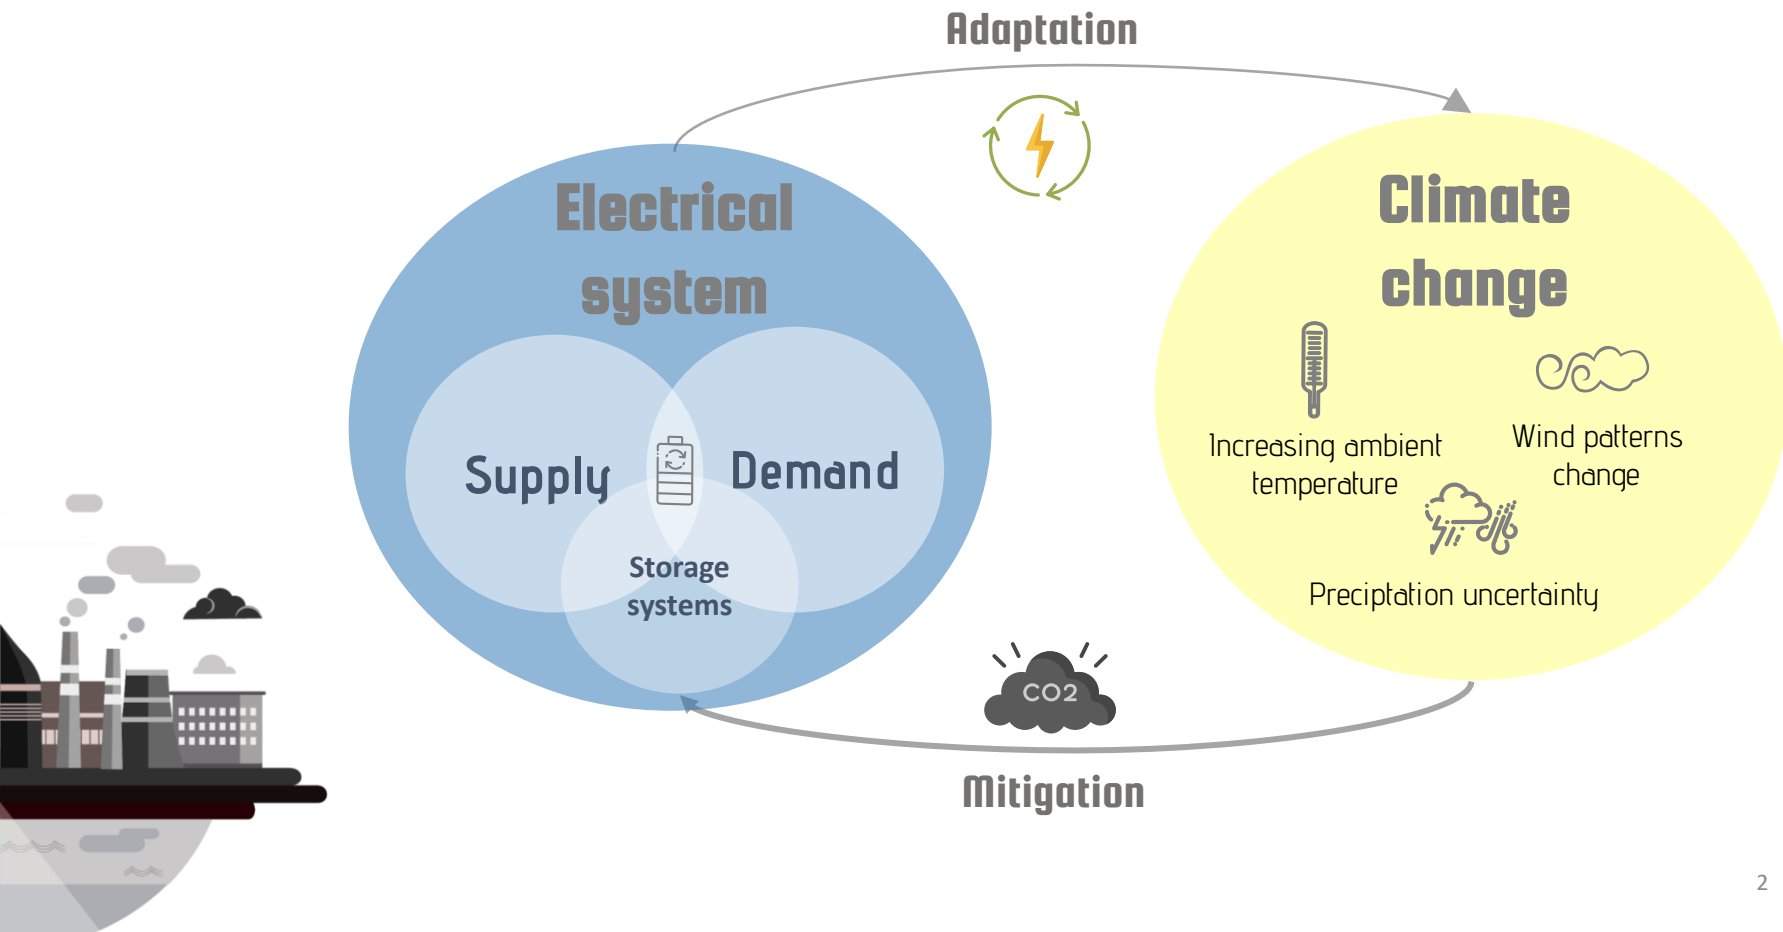 Adaptation
Electrical
system
Supply
Demand
Storage
systems
Climate
change
Increasing ambient
temperature
Wind patterns
change
Preciptation uncertainty
CO2
Mitigation
2